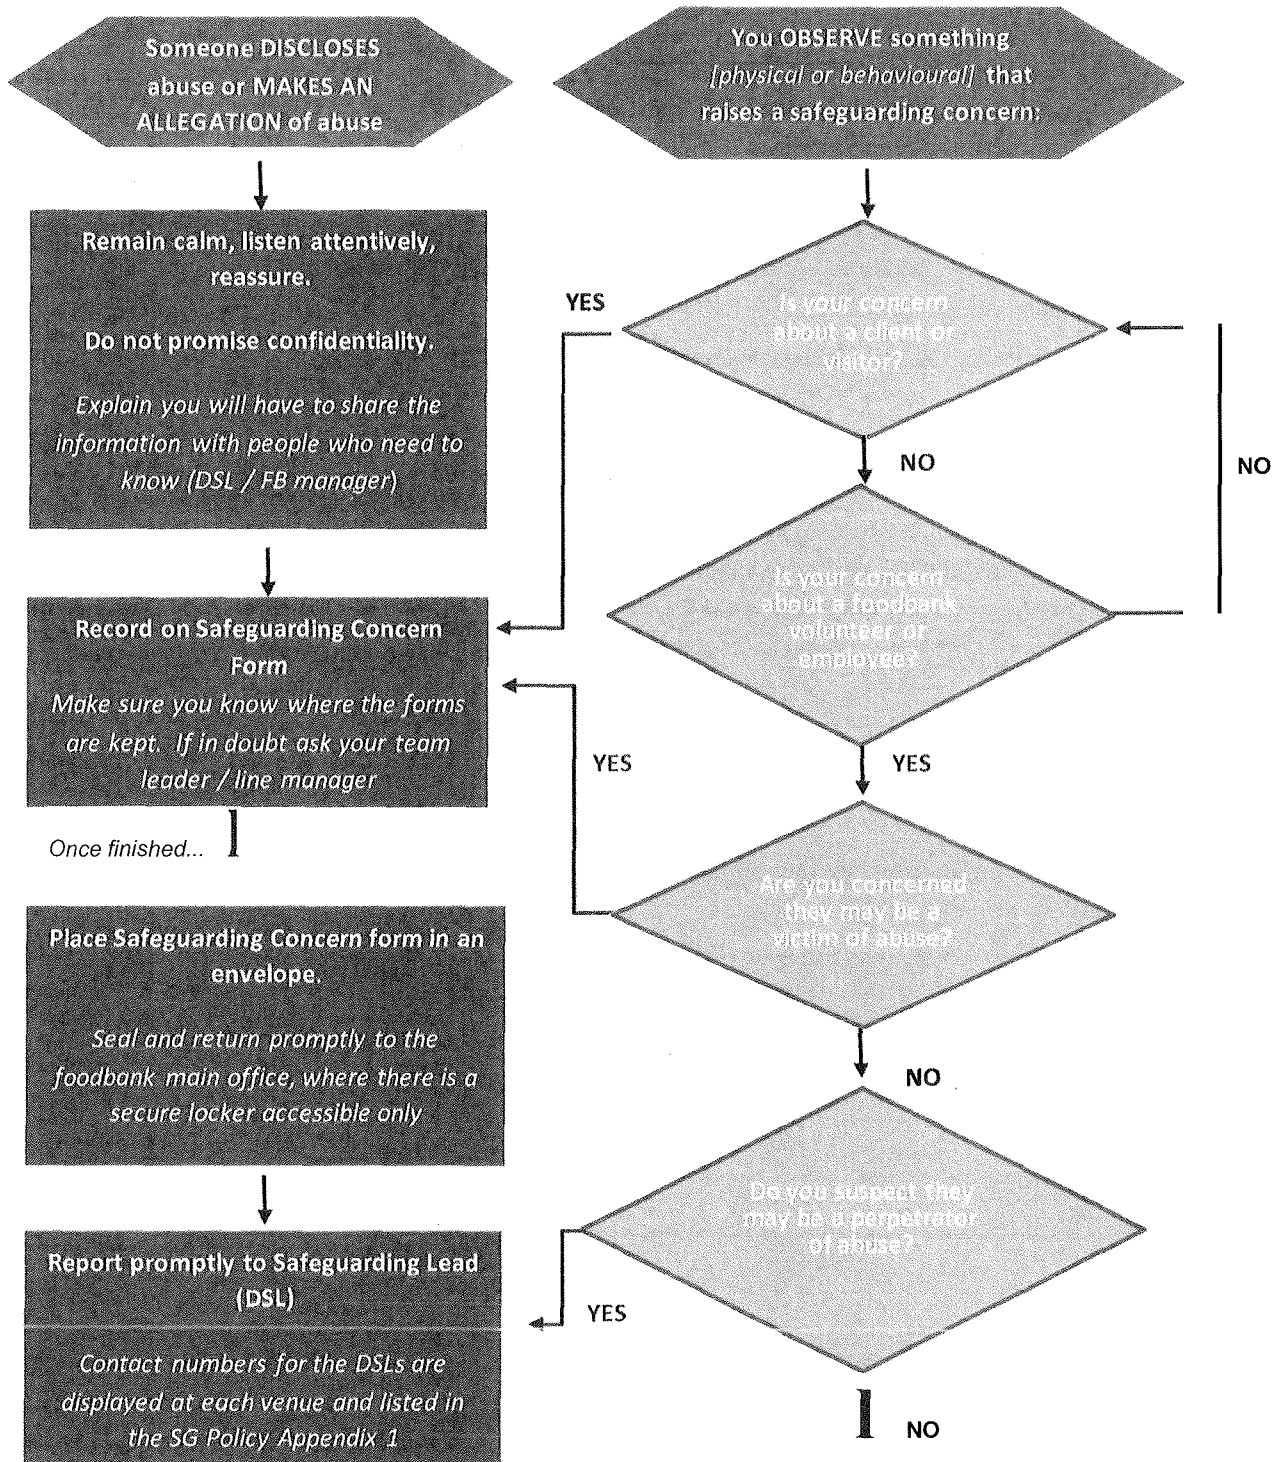 Someone DISCLOSES
abuse or MAKES AN
ALLEGATION of abuse
Remain calm, listen attentively,
reassure.
Do not promise confidentiality.
Explain you will have to share the
information with people who need to
know (DSL / FB manager)
Record on Safeguarding Concern
Form
Make sure you know where the forms
are kept. If in doubt ask your team
leader / line manager
Once finished...
Place Safeguarding Concern form in an
envelope.
Seal and return promptly to the
foodbank main office, where there is a
secure locker accessible only
Report promptly to Safeguarding Lead
(DSL)
Contact numbers for the DSLs are
displayed at each venue and listed in
the SG Policy Appendix 1
You OBSERVE something
[physical or behavioural] that
raises a safeguarding concern:
YES
Is your concern
about a client or
visitor?
NO
NO
Is your concern
about a foodbank
volunteer or
employee?
YES
YES
Are you concerned
they may be a
victim of abuse?
NO
Do you suspect they
may be a perpetrator
of abuse?
YES
NO